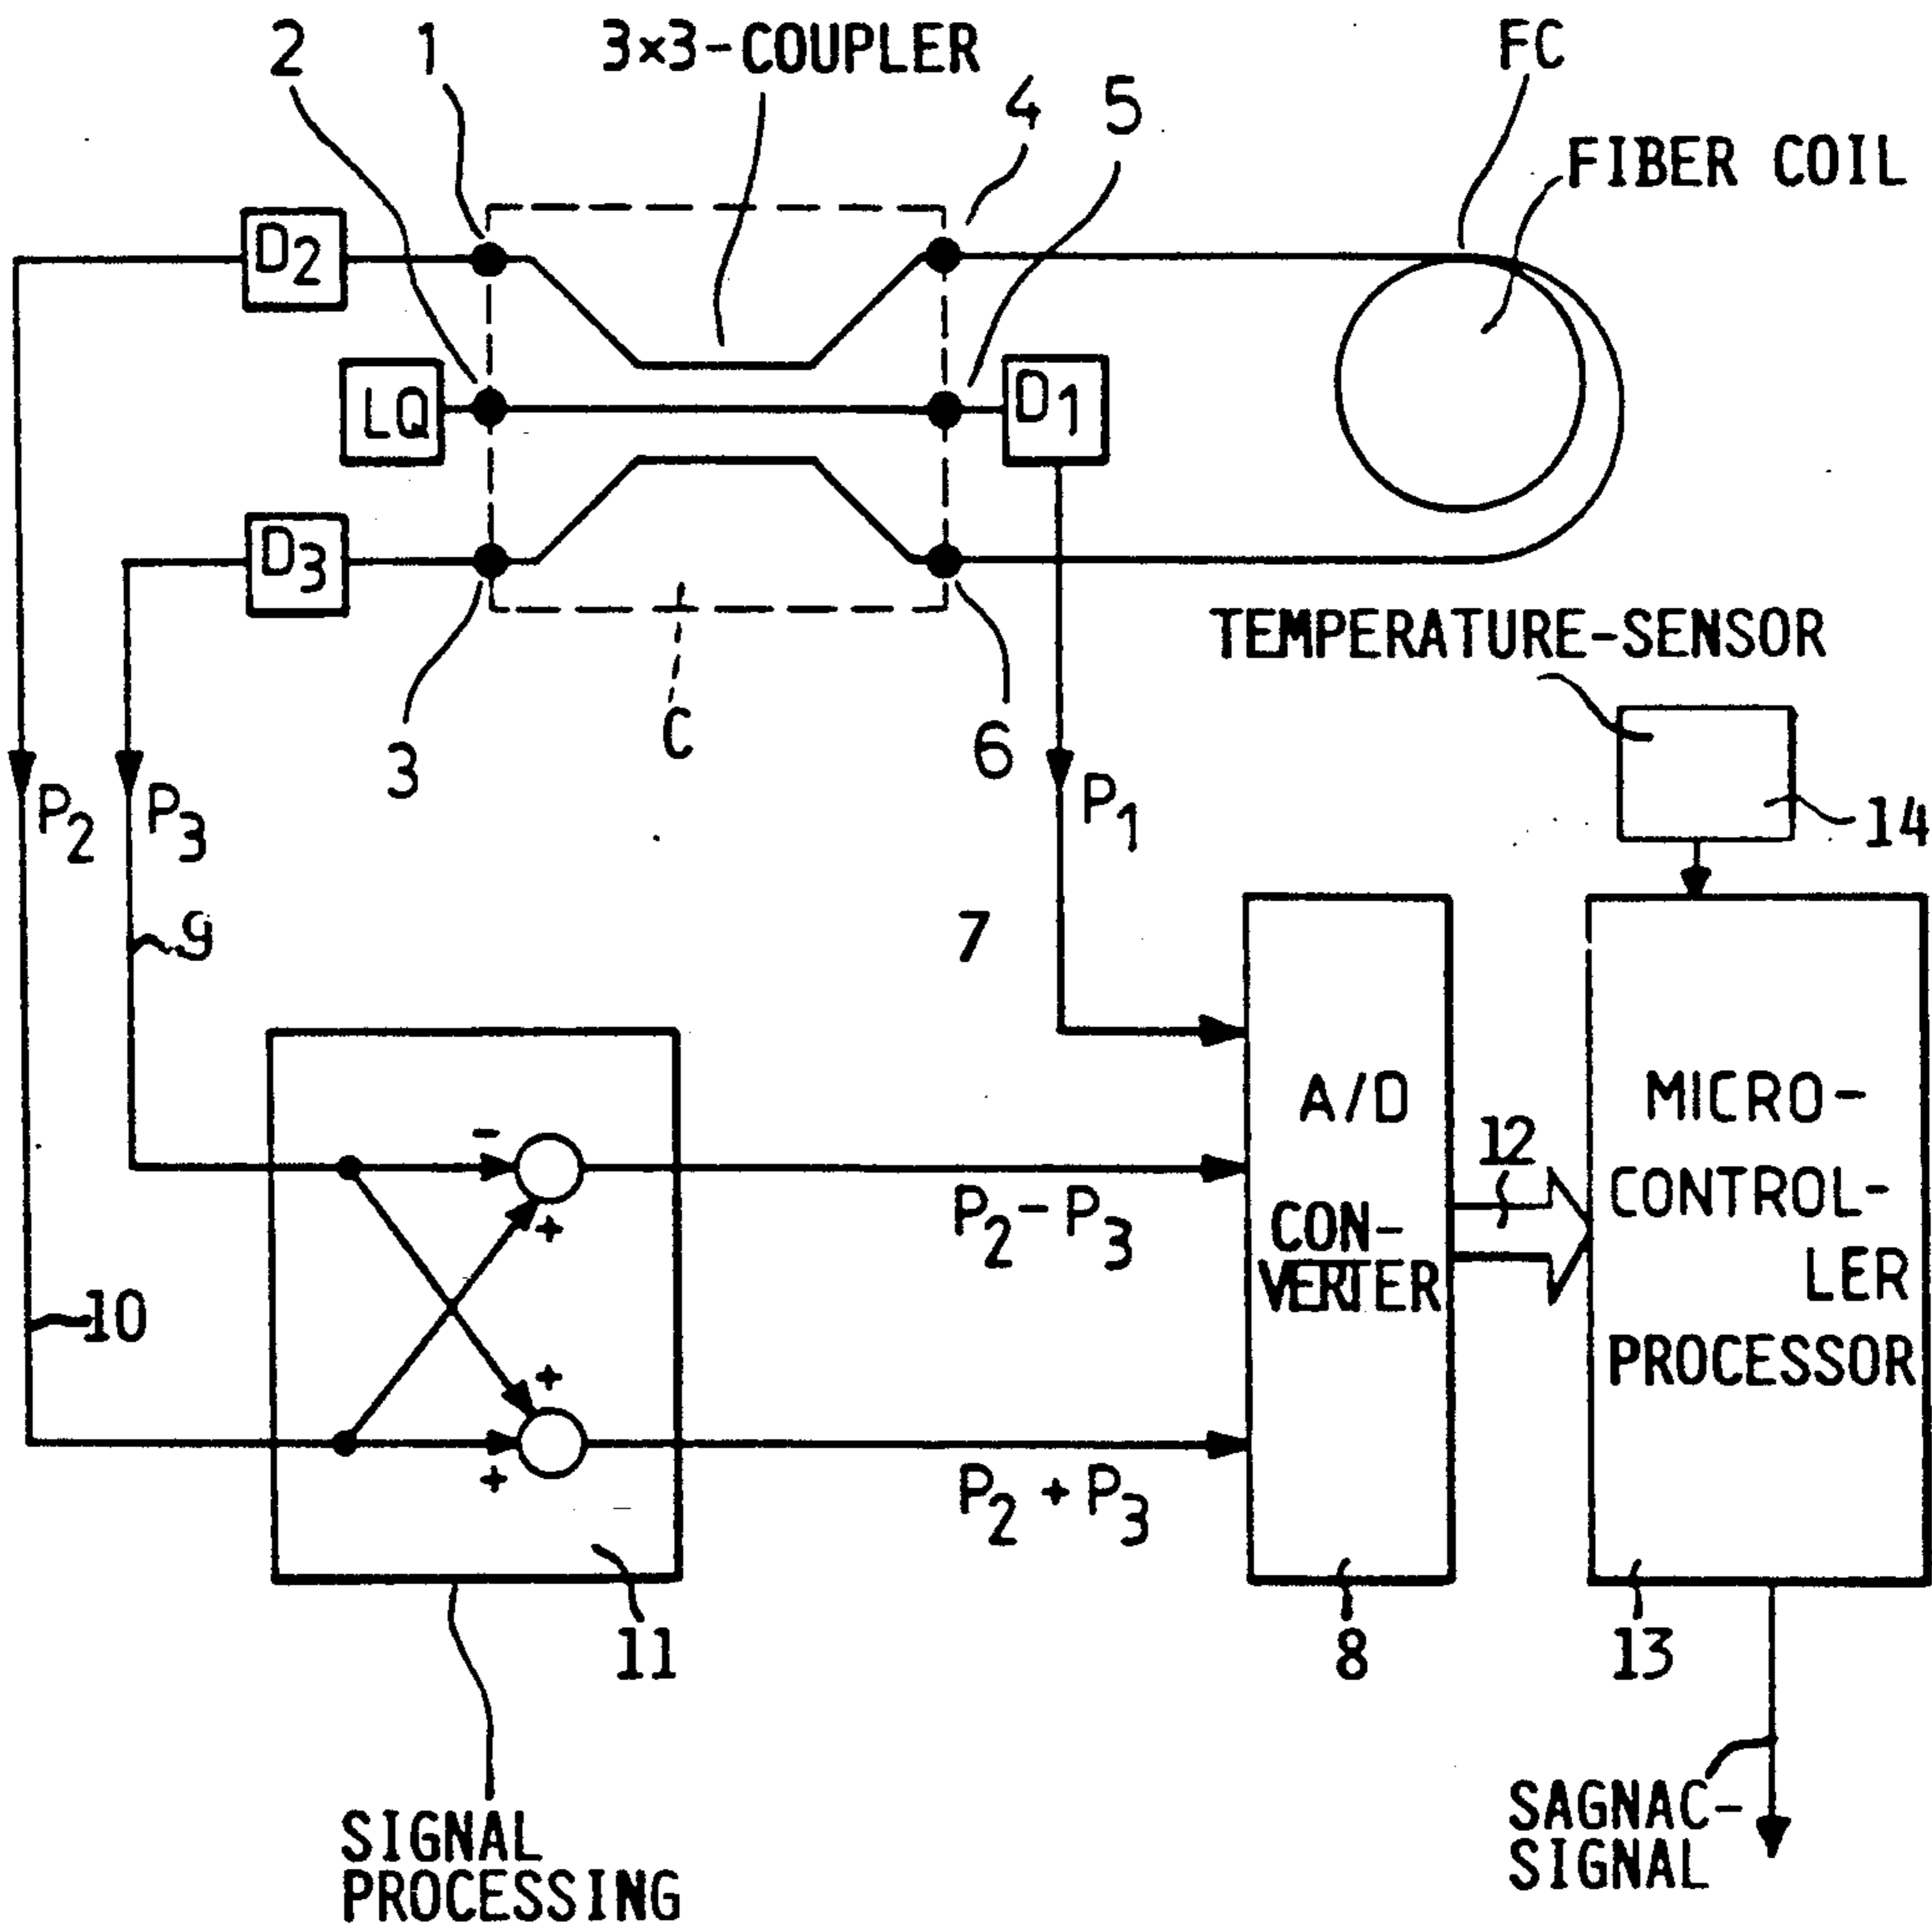 2
1
3×3-COUPLER
4
5
FC
FIBER COIL
D2
LQ
D1
D3
3
C
6
TEMPERATURE-SENSOR
14
P2
P3
P1
9
7
10
-
+
+
+
P2-P3
P2+P3
A/D
CON-
VERTER
12
MICRO-
CONTROL-
LER
PROCESSOR
11
8
13
SIGNAL
PROCESSING
SAGNAC-
SIGNAL